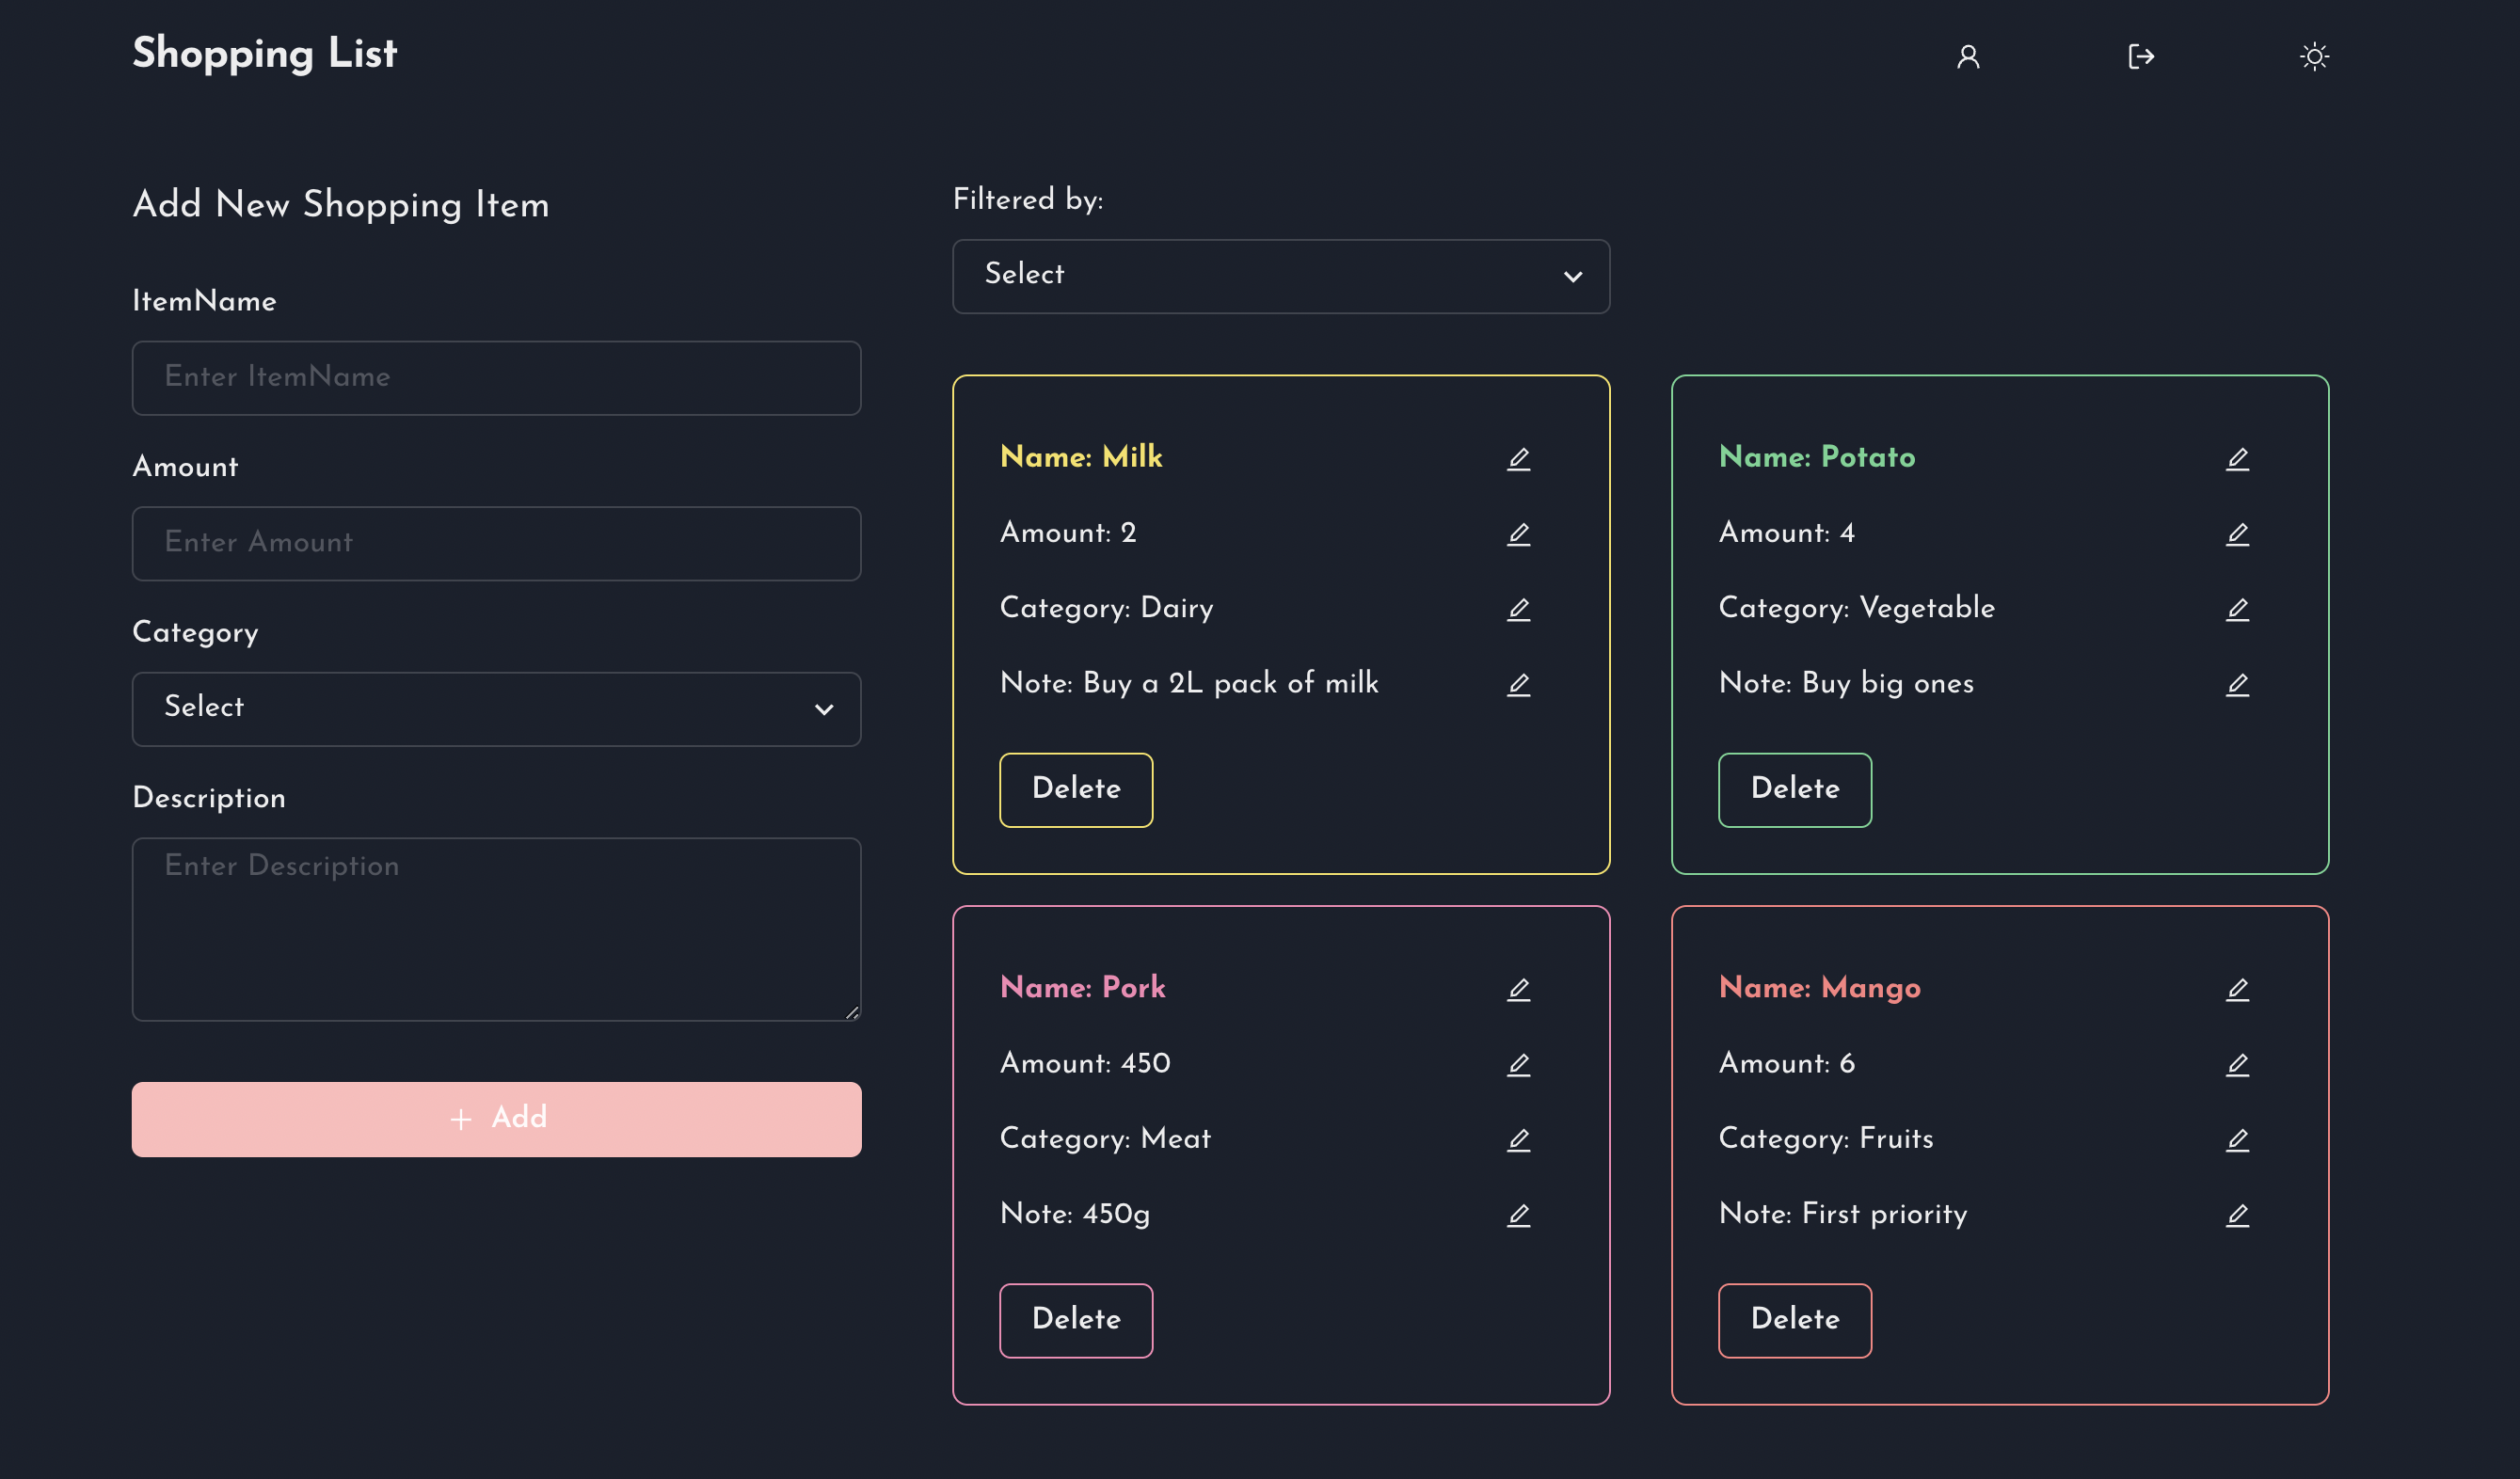 Shopping List
Add New Shopping Item
ItemName
Enter ItemName
Amount
Enter Amount
Category
Select
Description
Enter Description
+ Add
Filtered by:
Select
Name: Milk
Amount: 2
Category: Dairy
Note: Buy a 2L pack of milk
Delete
Name: Potato
Amount: 4
Category: Vegetable
Note: Buy big ones
Delete
Name: Pork
Amount: 450
Category: Meat
Note: 450g
Delete
Name: Mango
Amount: 6
Category: Fruits
Note: First priority
Delete